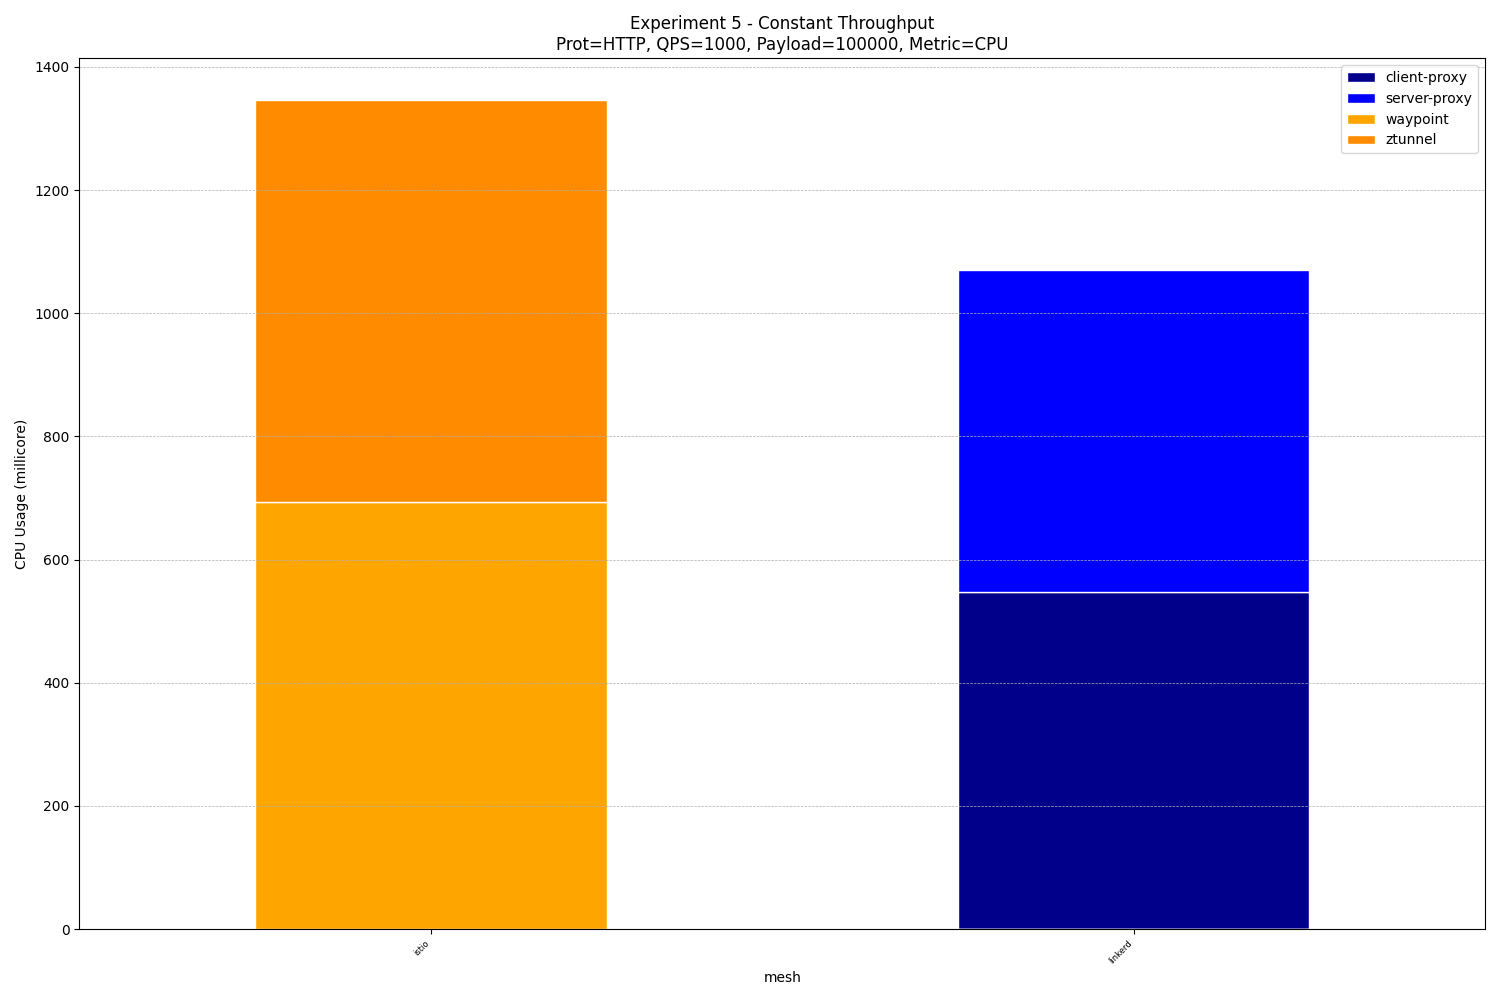 Experiment 5 - Constant Throughput
Prot=HTTP, QPS=1000, Payload=100000, Metric=CPU
1400
1200
1000
800
600
400
200
0
CPU Usage (millicore)
client-proxy
server-proxy
waypoint
ztunnel
istio
linkerd
mesh